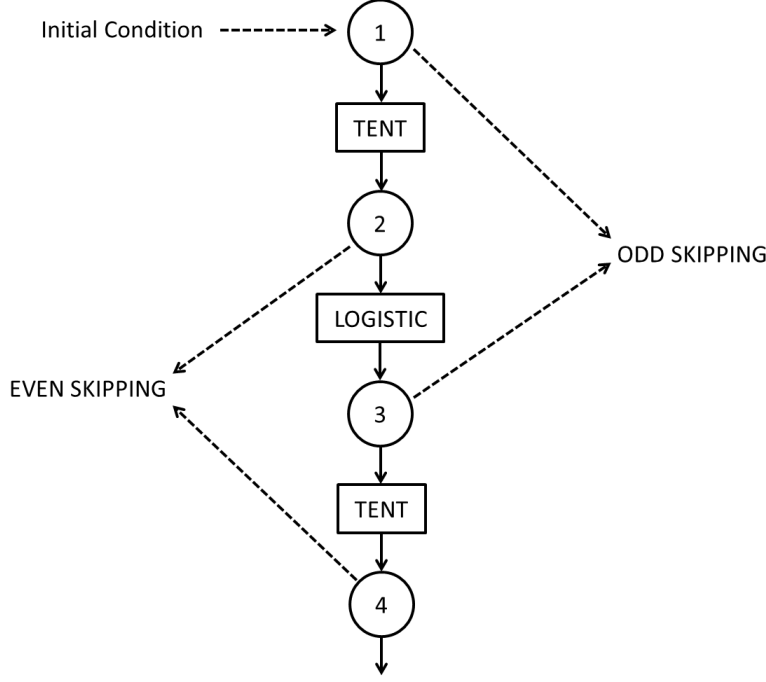 Initial Condition
1
TENT
2
ODD SKIPPING
LOGISTIC
EVEN SKIPPING
3
TENT
4